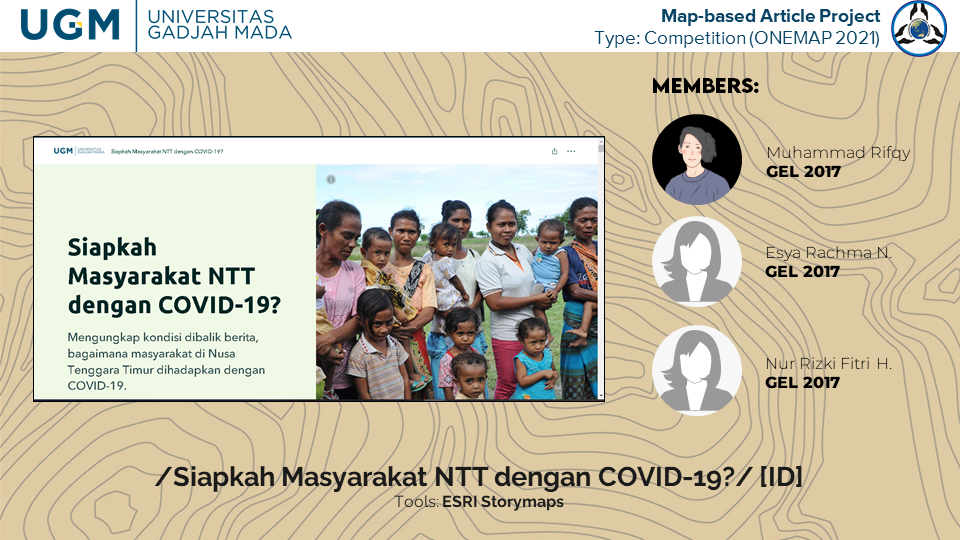 UGM
UNIVERSITAS
GADJAH MADA
Map-based Article Project
Type: Competition (ONEMAP 2021)
MEMBERS:
UGM UNIVERSITAS GADJAH MADA Siapkah Masyarakat NTT dengan COVID-19?
Siapkah
Masyarakat NTT
dengan COVID-19?
Mengungkap kondisi dibalik berita,
bagaimana masyarakat di Nusa
Tenggara Timur dihadapkan dengan
COVID-19.
Muhammad Rifqy
GEL 2017
Esya Rachma N.
GEL 2017
Nur Rizki Fitri H.
GEL 2017
/Siapkah Masyarakat NTT dengan COVID-19?/ [ID]
Tools: ESRI Storymaps